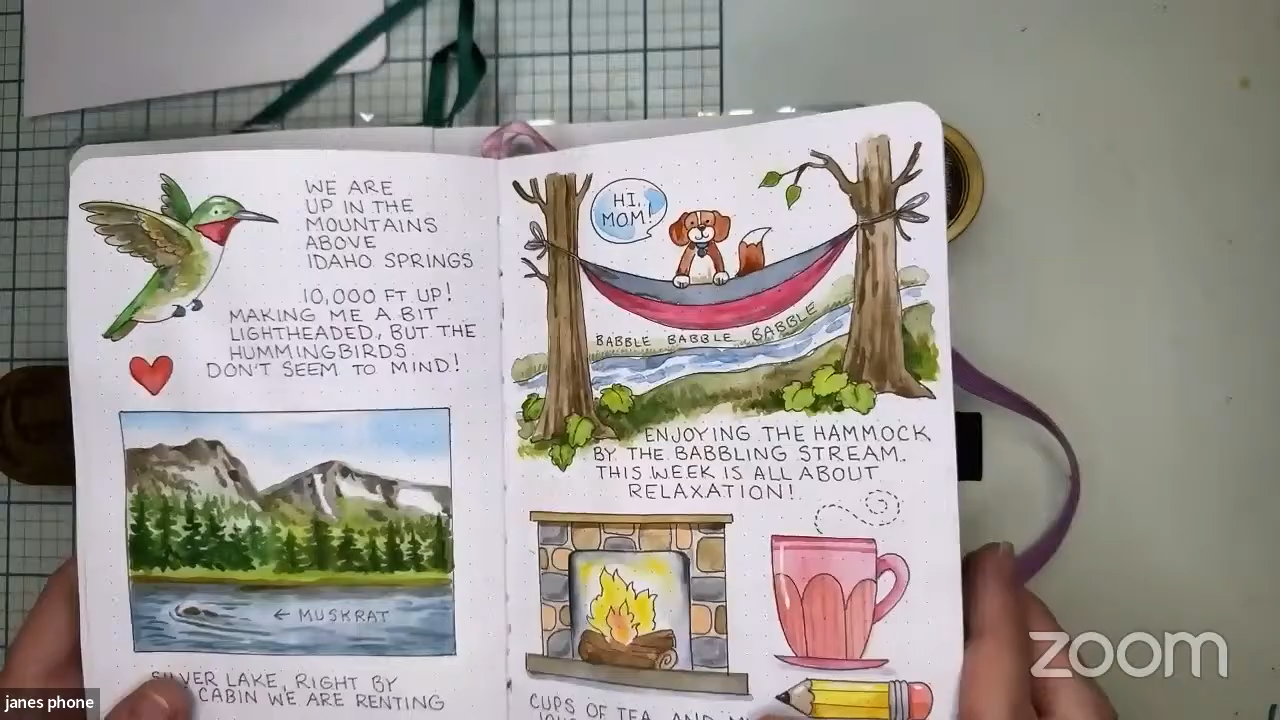 WE ARE
UP IN THE
MOUNTAINS
ABOVE
IDAHO SPRINGS
10,000 FT UP!
MAKING ME A BIT
LIGHTHEADED, BUT THE
HUMMINGBIRDS
DON'T SEEM TO MIND!
← MUSKRAT
SILVER LAKE, RIGHT BY
CABIN WE ARE RENTING
HI,
MOM!
BABBLE BABBLE BABBLE
ENJOYING THE HAMMOCK
BY THE BABBLING STREAM.
THIS WEEK IS ALL ABOUT
RELAXATION!
CUPS OF TEA, AND
janes phone
zoom